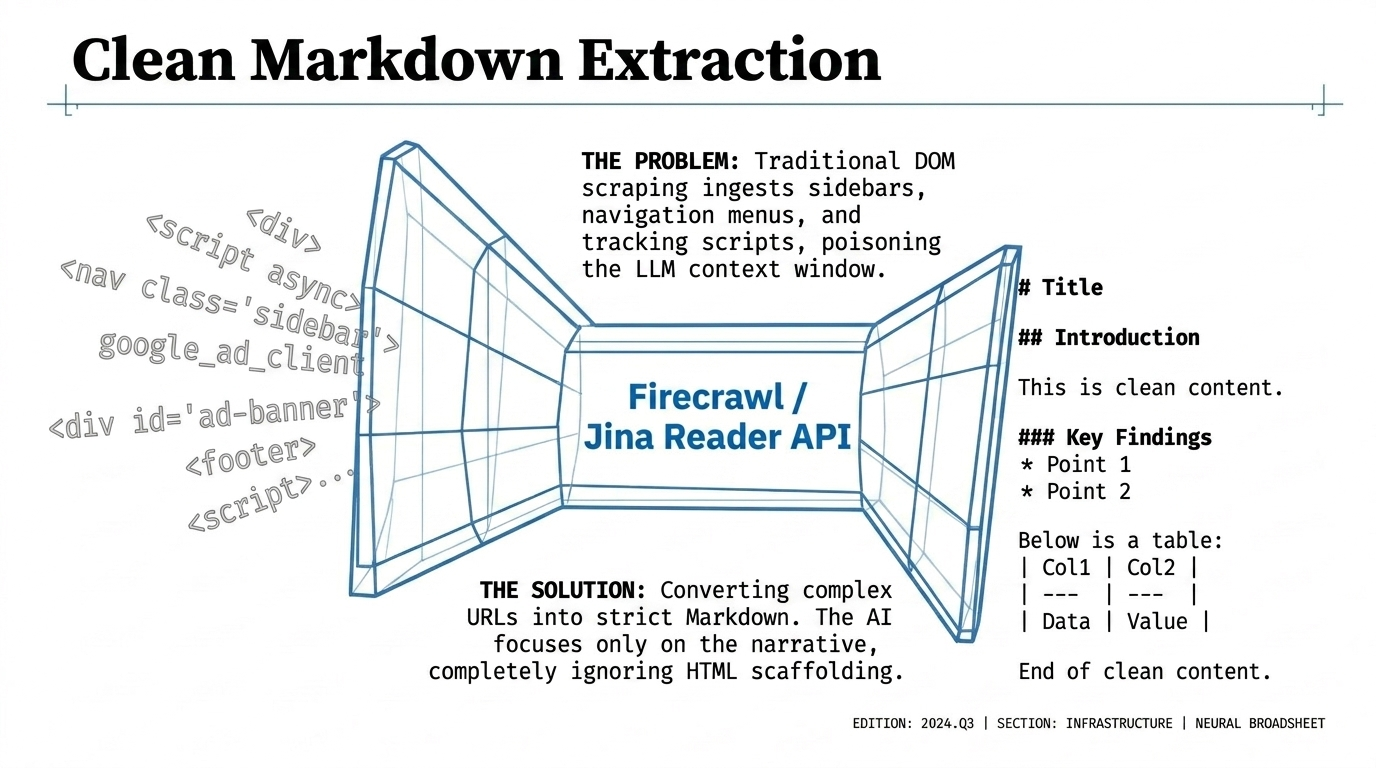 Clean Markdown Extraction
THE PROBLEM: Traditional DOM
scraping ingests sidebars,
navigation menus, and
tracking scripts, poisoning
the LLM context window.
<div>
<script async>
<nav class='sidebar'>
google_ad_client
<div id='ad-banner'>
<footer>
<script>...
Firecrawl /
Jina Reader API
# Title
## Introduction
This is clean content.
### Key Findings
* Point 1
* Point 2
Below is a table:
| Col1 | Col2 |
| --- | --- |
| Data | Value |
End of clean content.
THE SOLUTION: Converting complex
URLs into strict Markdown. The AI
focuses only on the narrative,
completely ignoring HTML scaffolding.
EDITION: 2024.Q3 | SECTION: INFRASTRUCTURE | NEURAL BROADSHEET